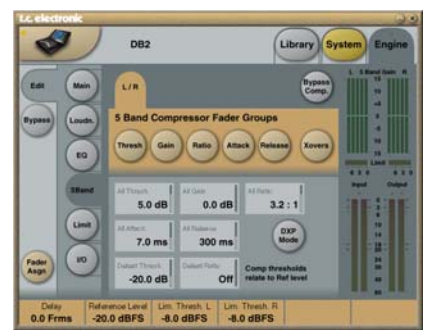 t.c. electronic
DB2
Library
System
Engine
Edit
Main
L / R
Bypass Comp.
L 5 Band Gain R
Bypass
Loudn.
5 Band Compressor Fader Groups
Thresh
Gain
Ratio
Attack
Release
Xovers
EQ
5Band
Limit
Input
Output
All Thresh.
5.0 dB
All Gain
0.0 dB
All Ratio
3.2 : 1
Limit
All Attack
7.0 ms
All Release
300 ms
DXP Mode
Fader Asgn
I/O
Defeat Thresh.
-20.0 dB
Defeat Ratio
Off
Comp thresholds relate to Ref level
Delay
0.0 Frms
Reference Level
-20.0 dBFS
Lim. Thresh. L
-8.0 dBFS
Lim. Thresh. R
-8.0 dBFS